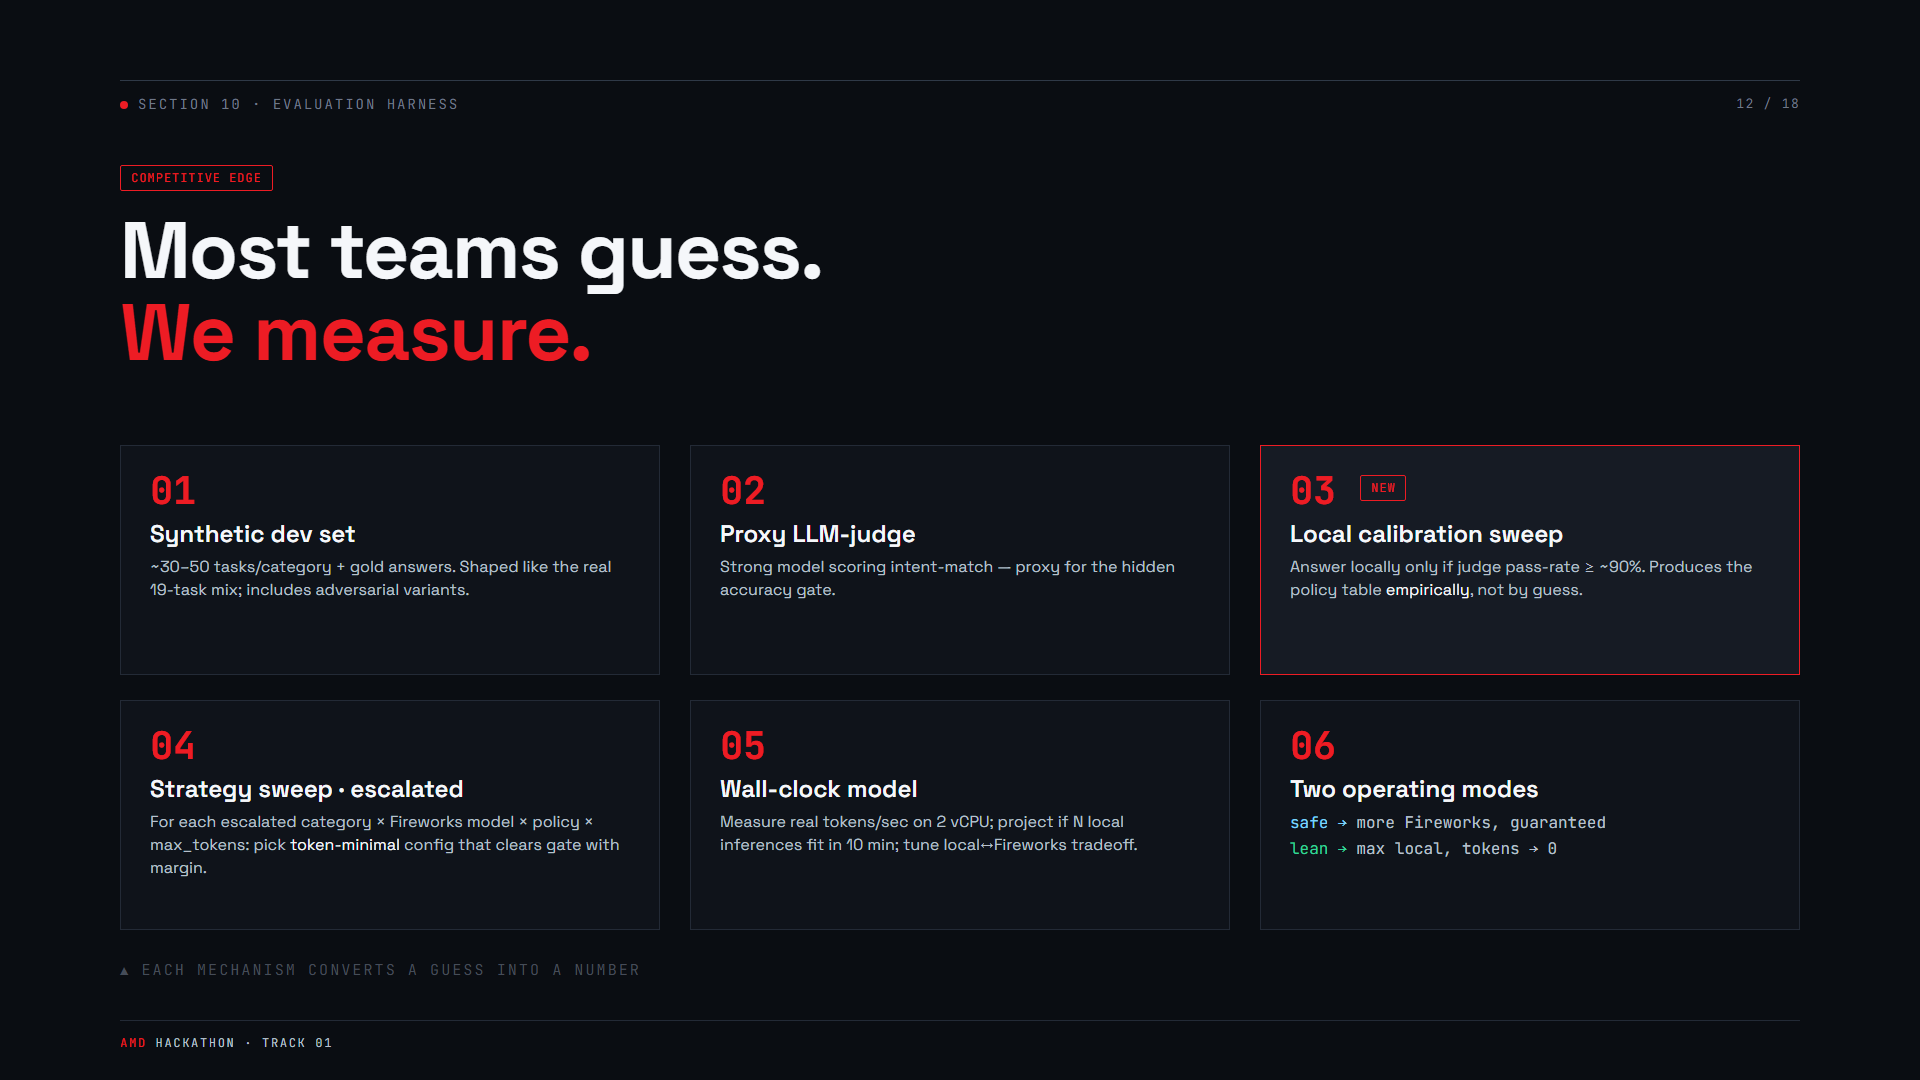 ● SECTION 10 · EVALUATION HARNESS
12 / 18
COMPETITIVE EDGE
Most teams guess.
We measure.
01
Synthetic dev set
~30–50 tasks/category + gold answers. Shaped like the real
19-task mix; includes adversarial variants.
02
Proxy LLM-judge
Strong model scoring intent-match — proxy for the hidden
accuracy gate.
03 NEW
Local calibration sweep
Answer locally only if judge pass-rate ≥ ~90%. Produces the
policy table empirically, not by guess.
04
Strategy sweep · escalated
For each escalated category × Fireworks model × policy ×
max_tokens: pick token-minimal config that clears gate with
margin.
05
Wall-clock model
Measure real tokens/sec on 2 vCPU; project if N local
inferences fit in 10 min; tune local↔Fireworks tradeoff.
06
Two operating modes
safe → more Fireworks, guaranteed
lean → max local, tokens → 0
▲ EACH MECHANISM CONVERTS A GUESS INTO A NUMBER
AMD HACKATHON · TRACK 01